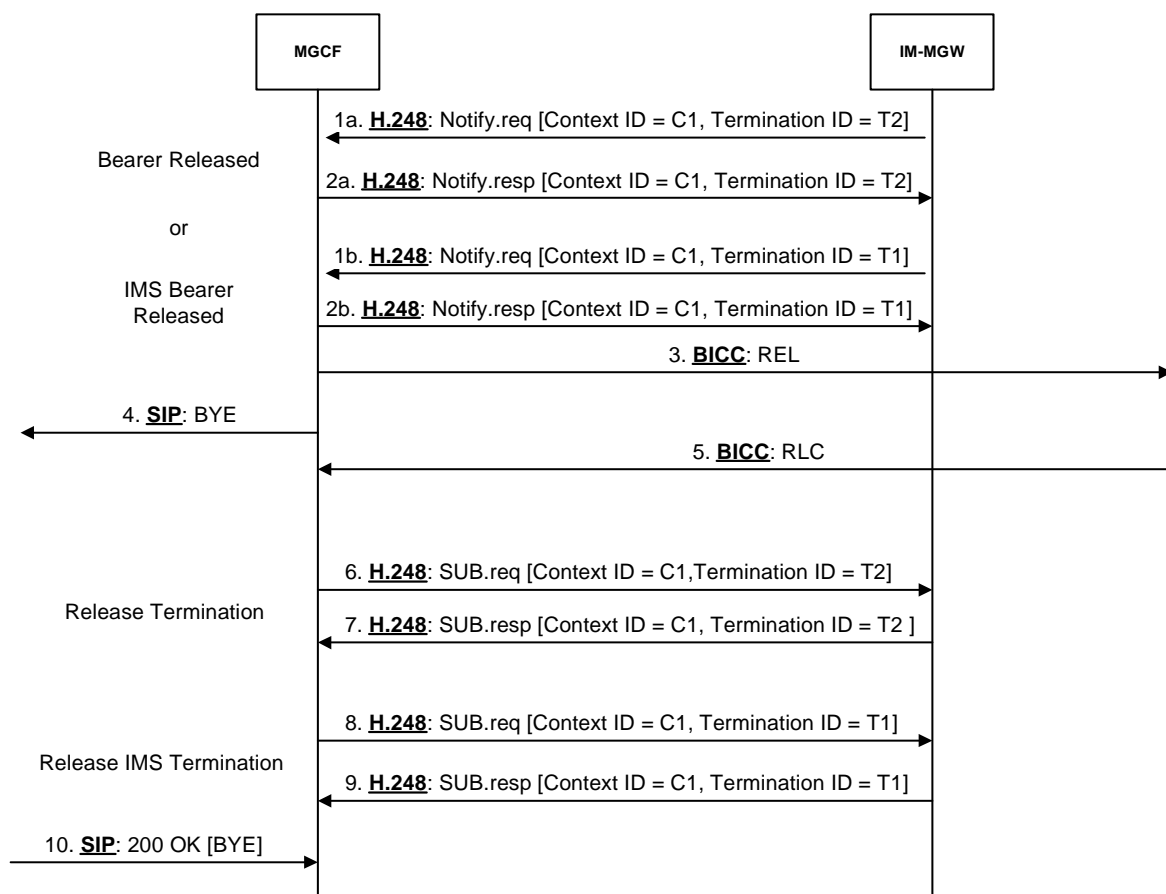 MGCF
IM-MGW
1a. H.248: Notify.req [Context ID = C1, Termination ID = T2]
Bearer Released
2a. H.248: Notify.resp [Context ID = C1, Termination ID = T2]
or
1b. H.248: Notify.req [Context ID = C1, Termination ID = T1]
IMS Bearer
Released
2b. H.248: Notify.resp [Context ID = C1, Termination ID = T1]
3. BICC: REL
4. SIP: BYE
5. BICC: RLC
6. H.248: SUB.req [Context ID = C1,Termination ID = T2]
Release Termination
7. H.248: SUB.resp [Context ID = C1, Termination ID = T2 ]
8. H.248: SUB.req [Context ID = C1, Termination ID = T1]
Release IMS Termination
9. H.248: SUB.resp [Context ID = C1, Termination ID = T1]
10. SIP: 200 OK [BYE]